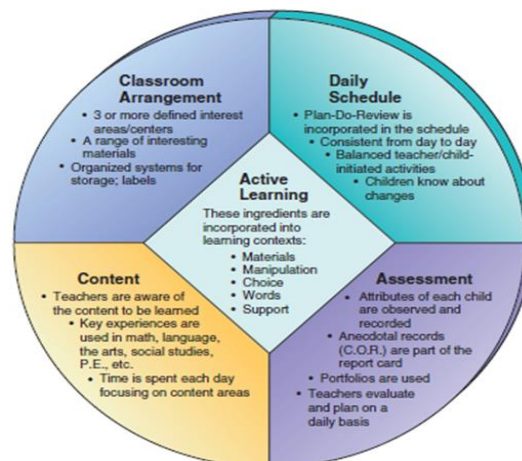 Classroom
Arrangement
• 3 or more defined interest
areas/centers
• A range of interesting
materials
• Organized systems for
storage; labels
Daily
Schedule
• Plan-Do-Review is
incorporated in the schedule
• Consistent from day to day
• Balanced teacher/child-
initiated activities
• Children know about
changes
Active
Learning
These ingredients are
incorporated into
learning contexts:
• Materials
• Manipulation
• Choice
• Words
• Support
Content
• Teachers are aware of
the content to be learned
• Key experiences are
used in math, language,
the arts, social studies,
P.E., etc.
• Time is spent each day
focusing on content areas
Assessment
• Attributes of each child
are observed and
recorded
• Anecdotal records
(C.O.R.) are part of the
report card
• Portfolios are used
• Teachers evaluate
and plan on a
daily basis